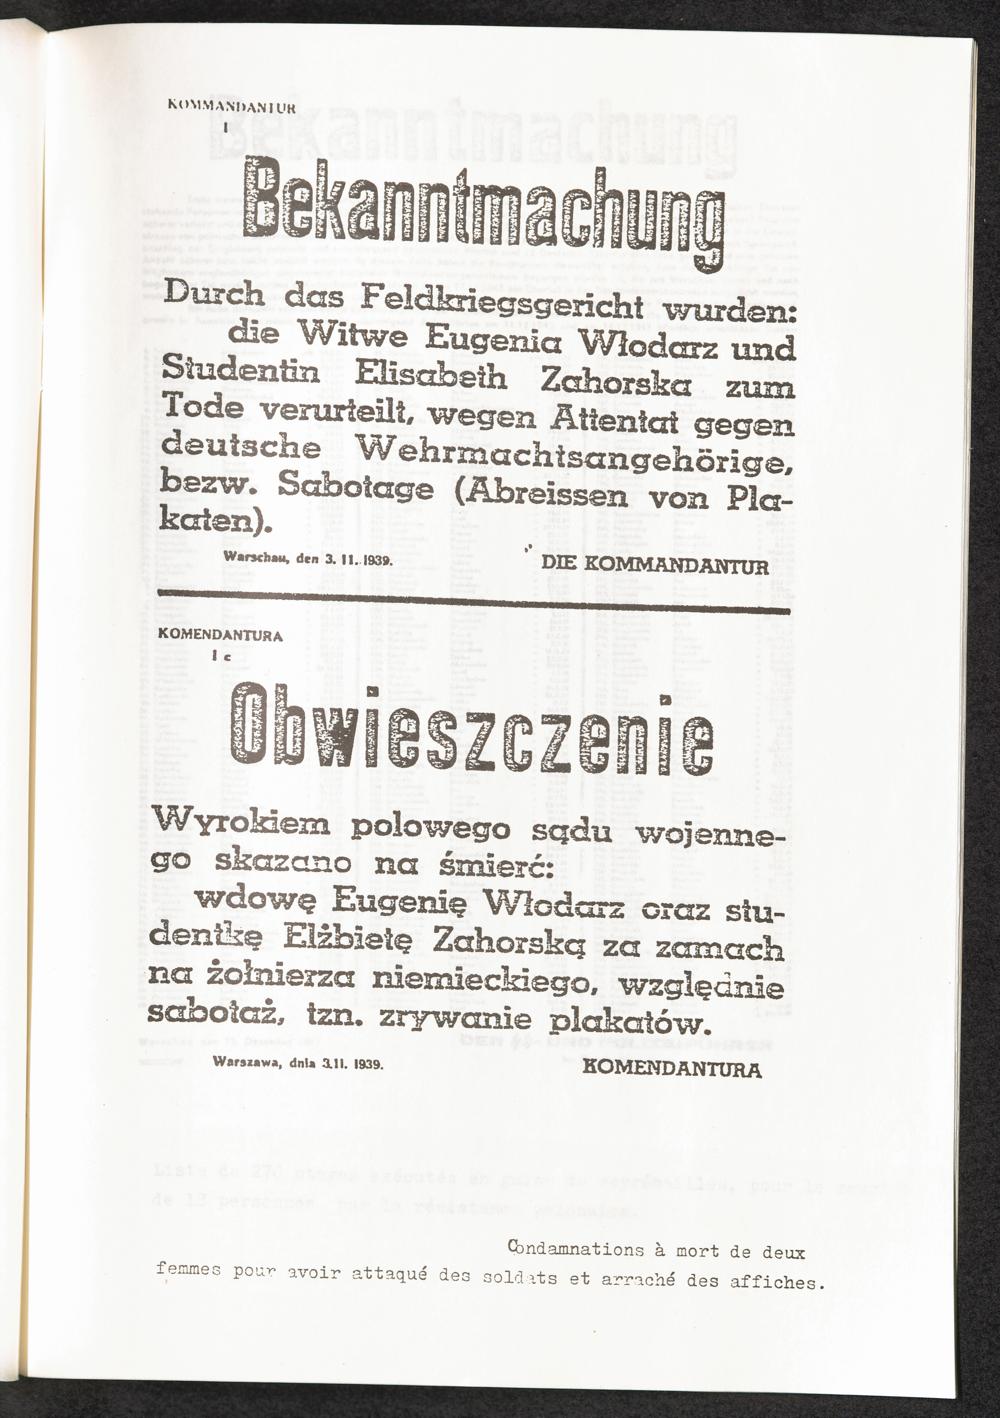 KOMMANDANTUR
I
Bekanntmachung
Durch das Feldkriegsgericht wurden:
die Witwe Eugenia Włodarz und
Studentin Elisabeth Zahorska zum
Tode verurteilt, wegen Attentat gegen
deutsche Wehrmachtsangehörige,
bezw. Sabotage (Abreissen von Pla-
katen).
Warschau, den 3. 11. 1939.
DIE KOMMANDANTUR
KOMENDANTURA
I c
Obwieszczenie
Wyrokiem polowego sądu wojenne-
go skazano na śmierć:
wdowę Eugenię Włodarz oraz stu-
dentkę Elżbietę Zahorską za zamach
na żołnierza niemieckiego, względnie
sabotaż, tzn. zrywanie plakatów.
Warszawa, dnia 3.11. 1939.
KOMENDANTURA
Condamnations à mort de deux
femmes pour avoir attaqué des soldats et arraché des affiches.